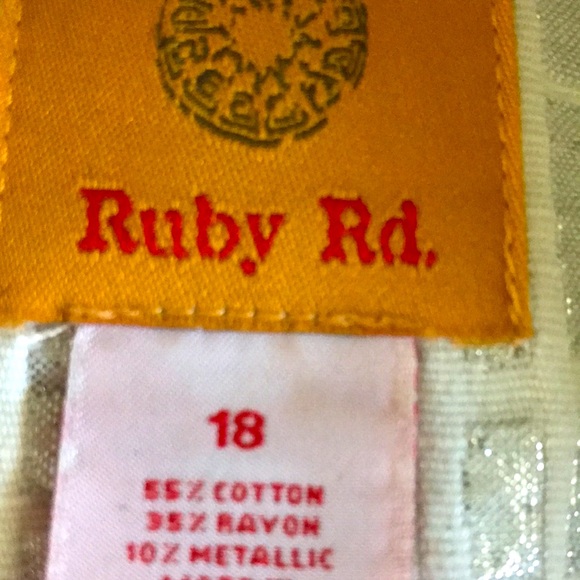 Ruby Rd.
18
55% COTTON
35% RAYON
10% METALLIC